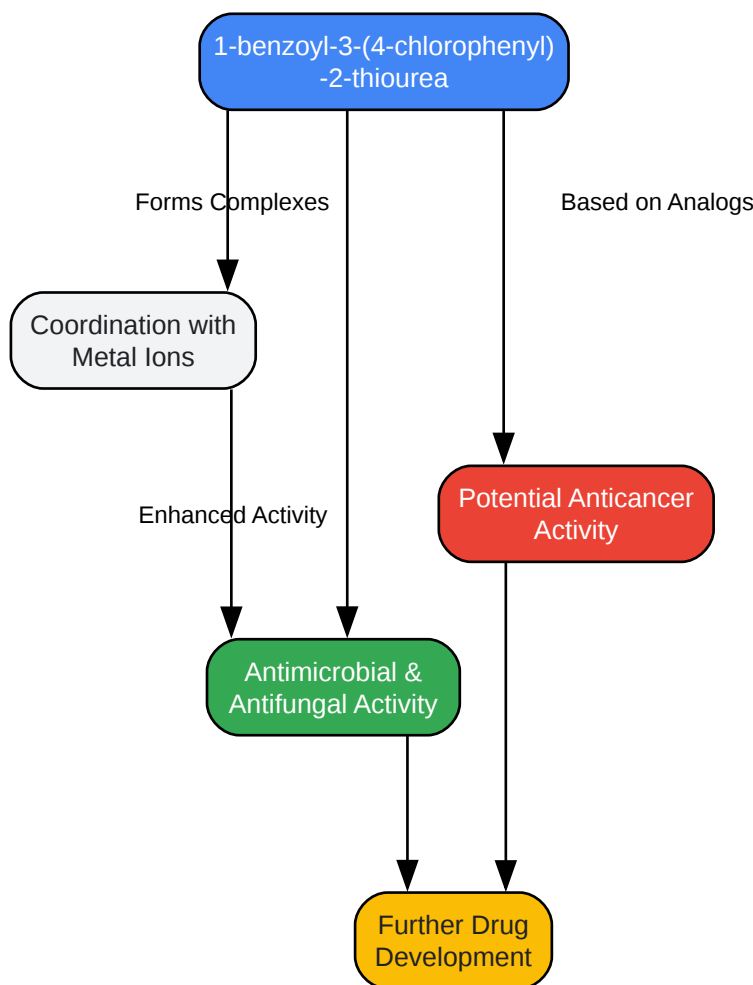 1-benzoyl-3-(4-chlorophenyl)
-2-thiourea
Forms Complexes
Based on Analogs
Coordination with
Metal Ions
Potential Anticancer
Activity
Enhanced Activity
Antimicrobial &
Antifungal Activity
Further Drug
Development